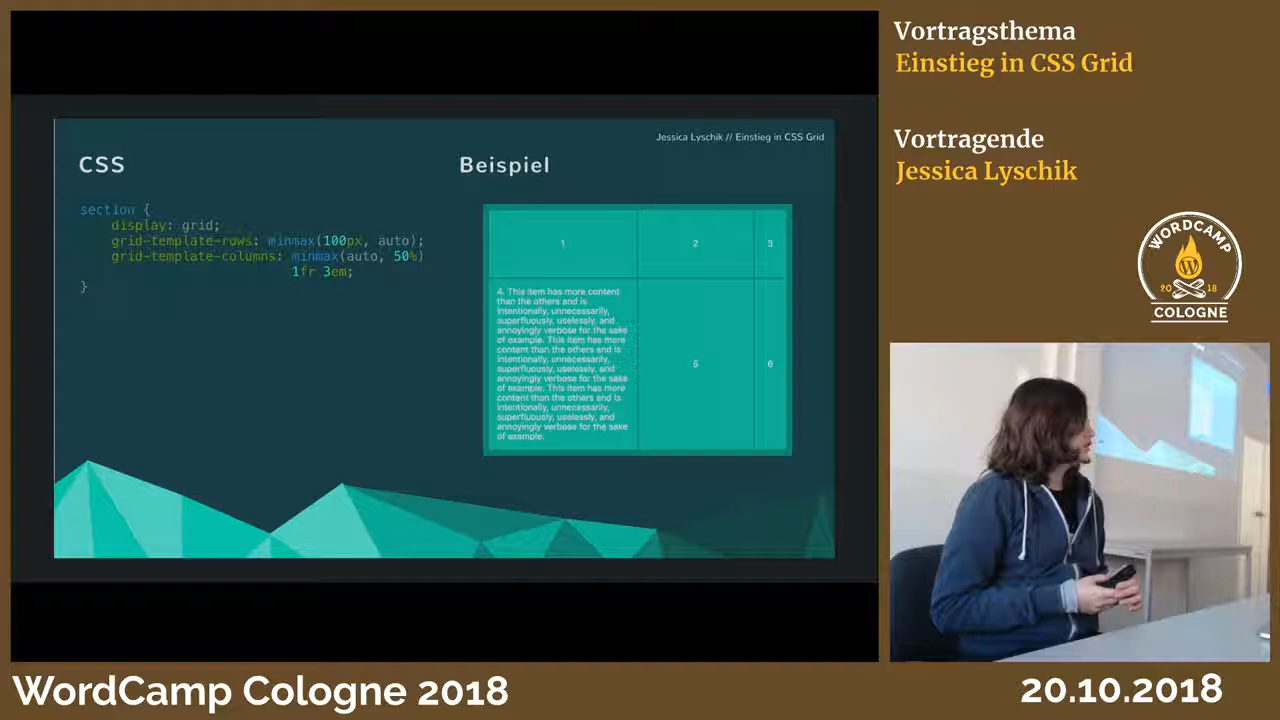 Vortragsthema
Einstieg in CSS Grid
Vortragende
Jessica Lyschik
WORDCAMP
2018
COLOGNE
Jessica Lyschik // Einstieg in CSS Grid
CSS
section {
display: grid;
grid-template-rows: minmax(100px, auto);
grid-template-columns: minmax(auto, 50%)
1fr 3em;
}
Beispiel
1
2
3
4. This item has more content
than the others and is
intentionally, unnecessarily,
superfluously, uselessly, and
annoyingly verbose for the sake
of example. This item has more
content than the others and is
intentionally, unnecessarily,
superfluously, uselessly, and
annoyingly verbose for the sake
of example. This item has more
content than the others and is
intentionally, unnecessarily,
superfluously, uselessly, and
annoyingly verbose for the sake
of example.
5
6
WordCamp Cologne 2018
20.10.2018